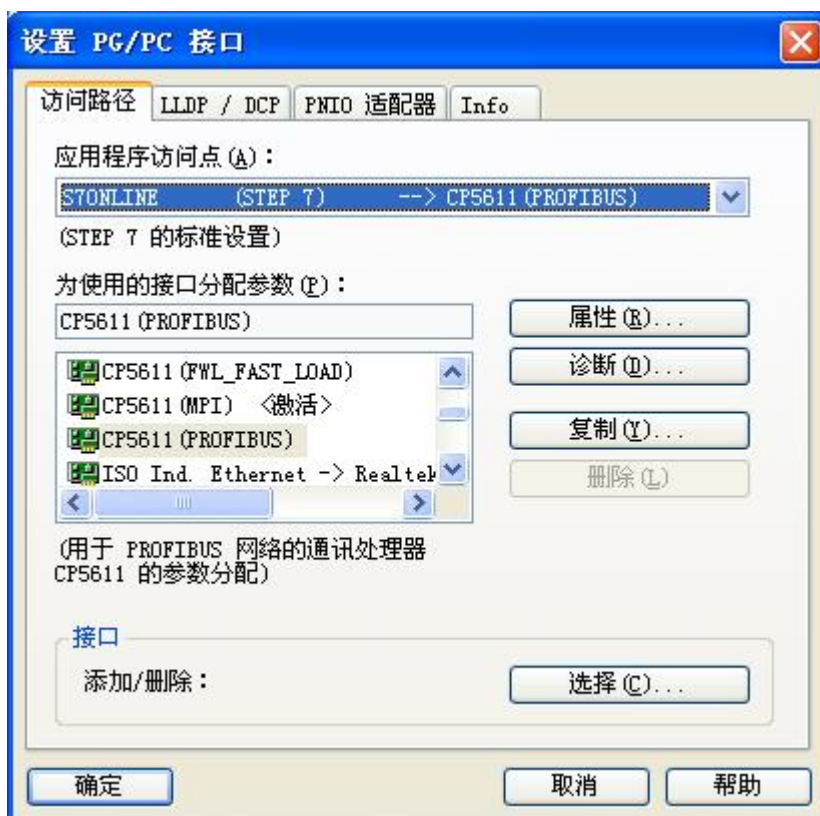 设置 PG/PC 接口
访问路径 LLDP / DCP PNIO 适配器 Info
应用程序访问点(A)：
S7ONLINE (STEP 7) --> CP5611(PROFIBUS)
(STEP 7 的标准设置)
为使用的接口分配参数(P)：
CP5611(PROFIBUS)
属性(R)...
CP5611(FWL_FAST_LOAD)
诊断(D)...
CP5611(MPI) <激活>
CP5611(PROFIBUS)
复制(Y)...
ISO Ind. Ethernet -> Realtek
删除(L)
(用于 PROFIBUS 网络的通讯处理器
CP5611 的参数分配)
接口
添加/删除：
选择(C)...
确定 取消 帮助